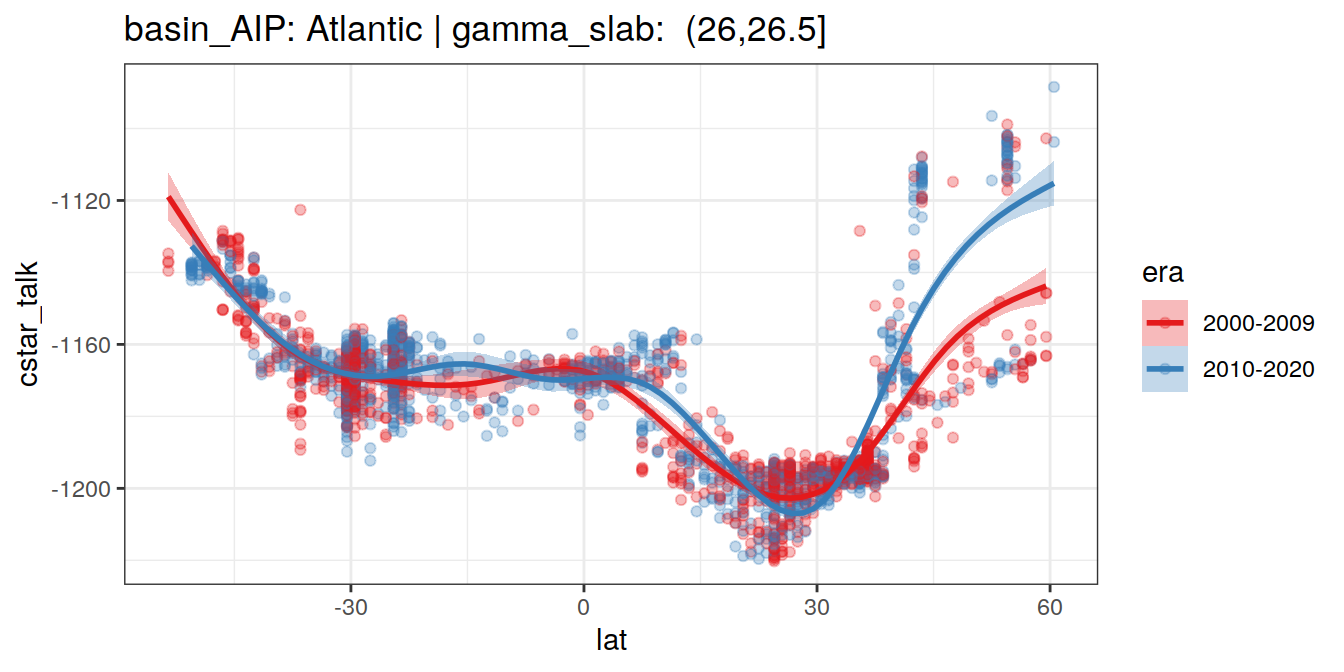 basin_AIP: Atlantic | gamma_slab:  (26,26.5]
cstar_talk
-1120
-1160
-1200
-30
0
30
60
lat
era
2000-2009
2010-2020